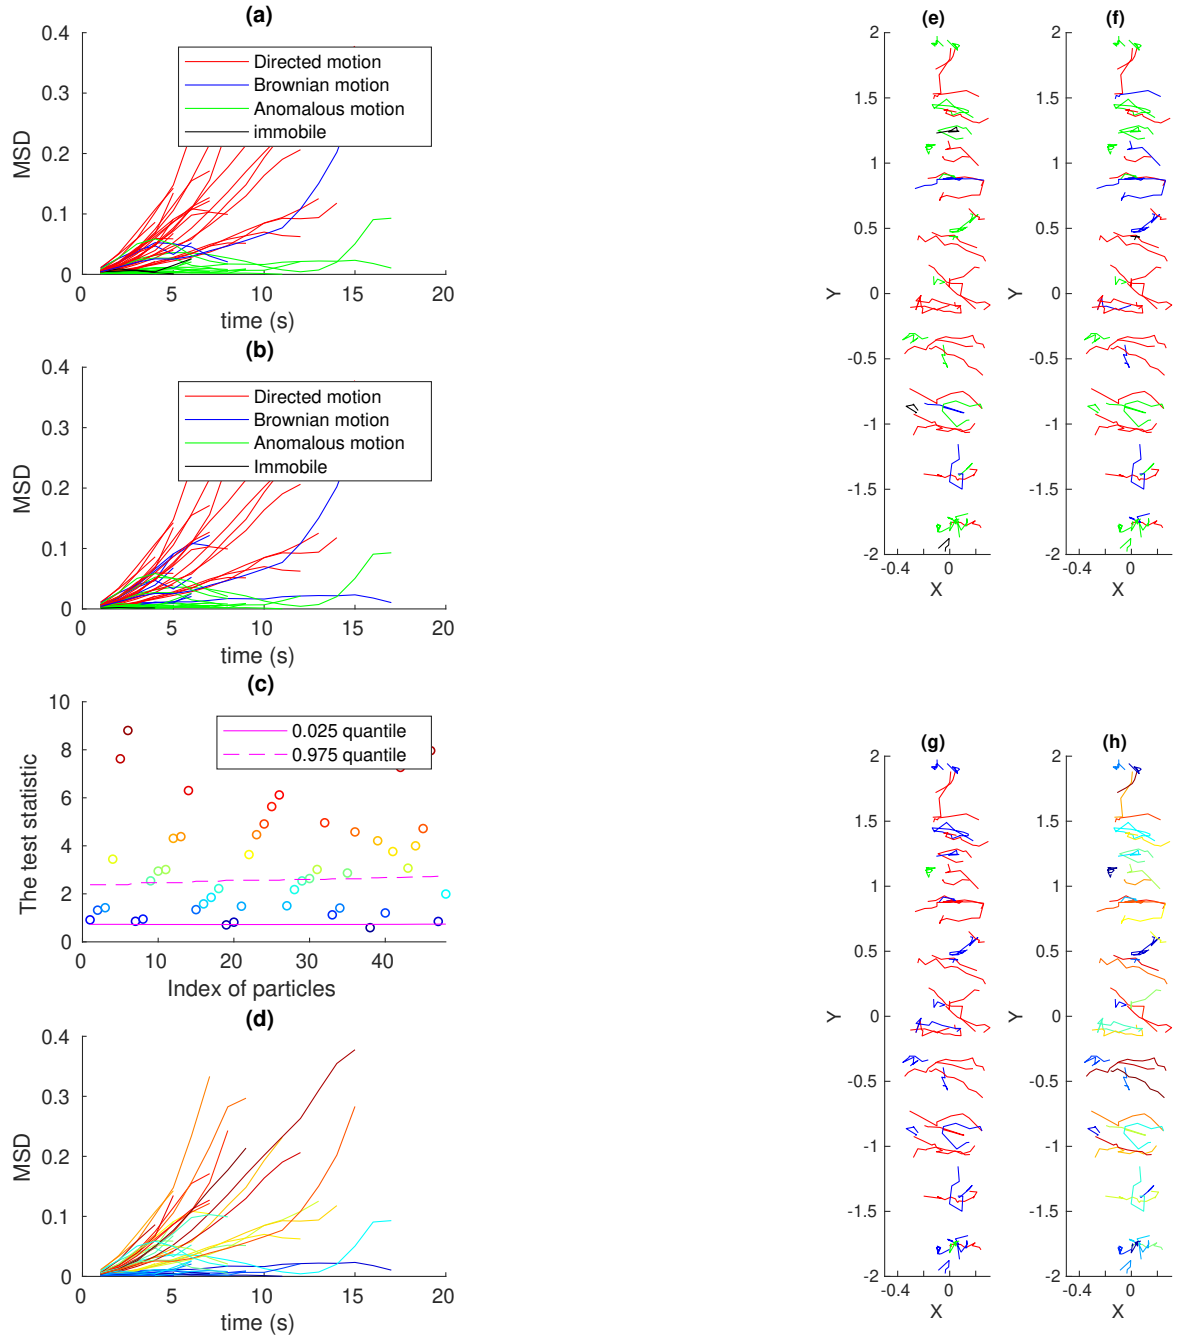 (a)
0.4
0.3
0.2
0.1
0
MSD
Directed motion
Brownian motion
Anomalous motion
immobile
0 5 10 15 20
time (s)
(b)
0.4
0.3
0.2
0.1
0
MSD
Directed motion
Brownian motion
Anomalous motion
Immobile
0 5 10 15 20
time (s)
(c)
10
8
6
4
2
0
The test statistic
0.025 quantile
0.975 quantile
0 10 20 30 40
Index of particles
(d)
0.4
0.3
0.2
0.1
0
MSD
0 5 10 15 20
time (s)
(e)
2
1.5
1
0.5
0
-0.5
-1
-1.5
-2
Y
-0.4 0
X
(f)
2
1.5
1
0.5
0
-0.5
-1
-1.5
-2
Y
-0.4 0
X
(g)
2
1.5
1
0.5
0
-0.5
-1
-1.5
-2
Y
-0.4 0
X
(h)
2
1.5
1
0.5
0
-0.5
-1
-1.5
-2
Y
-0.4 0
X